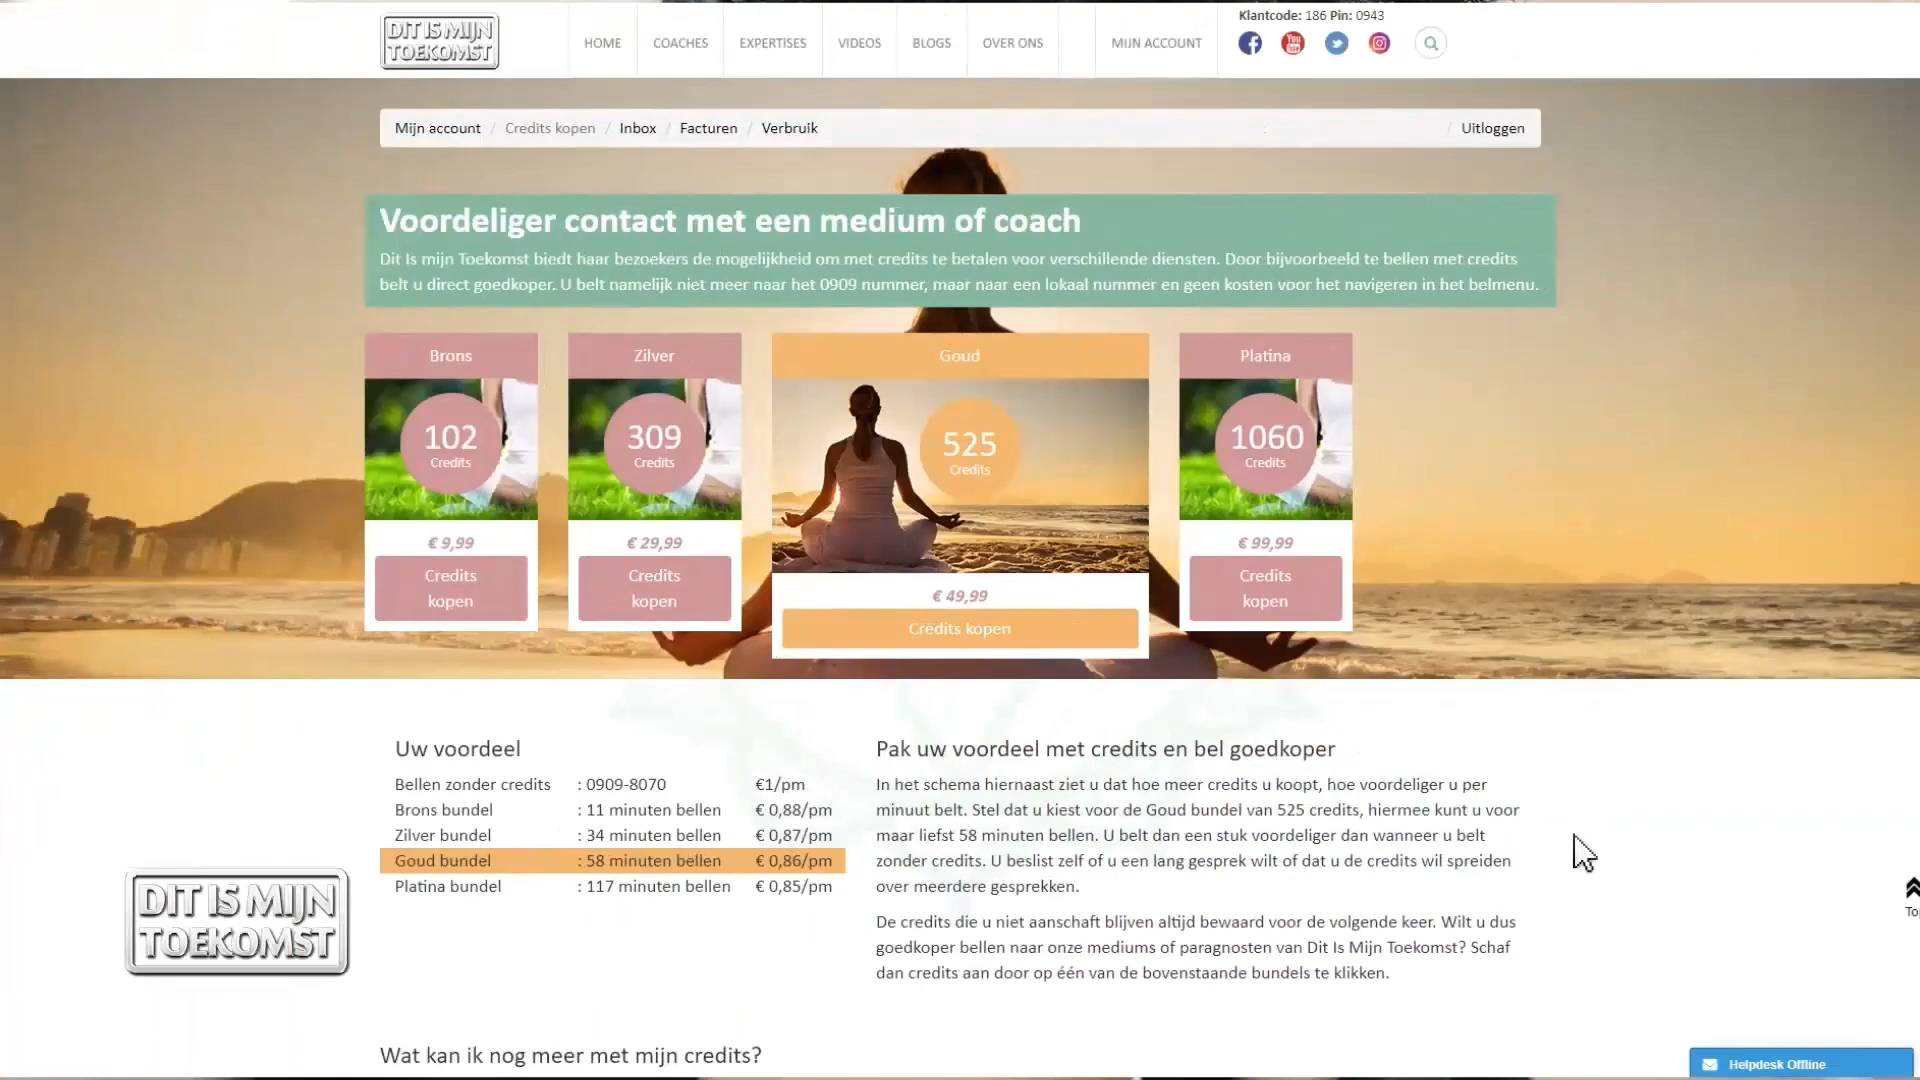 DIT IS MIJN
TOEKOMST
HOME
COACHES
EXPERTISES
VIDEOS
BLOGS
OVER ONS
MIJN ACCOUNT
Klantcode: 186 Pin: 0943
You
Tube
Mijn account / Credits kopen / Inbox / Facturen / Verbruik / Uitloggen
Voordeliger contact met een medium of coach
Dit Is mijn Toekomst biedt haar bezoekers de mogelijkheid om met credits te betalen voor verschillende diensten. Door bijvoorbeeld te bellen met credits
belt u direct goedkoper. U belt namelijk niet meer naar het 0909 nummer, maar naar een lokaal nummer en geen kosten voor het navigeren in het belmenu.
Brons
102
Credits
€ 9,99
Credits
kopen
Zilver
309
Credits
€ 29,99
Credits
kopen
Goud
525
Credits
€ 49,99
Credits kopen
Platina
1060
Credits
€ 99,99
Credits
kopen
Uw voordeel
Bellen zonder credits : 0909-8070 €1/pm
Brons bundel : 11 minuten bellen € 0,88/pm
Zilver bundel : 34 minuten bellen € 0,87/pm
Goud bundel : 58 minuten bellen € 0,86/pm
Platina bundel : 117 minuten bellen € 0,85/pm
Pak uw voordeel met credits en bel goedkoper
In het schema hiernaast ziet u dat hoe meer credits u koopt, hoe voordeliger u per
minuut belt. Stel dat u kiest voor de Goud bundel van 525 credits, hiermee kunt u voor
maar liefst 58 minuten bellen. U belt dan een stuk voordeliger dan wanneer u belt
zonder credits. U beslist zelf of u een lang gesprek wilt of dat u de credits wil spreiden
over meerdere gesprekken.
De credits die u niet aanschaft blijven altijd bewaard voor de volgende keer. Wilt u dus
goedkoper bellen naar onze mediums of paragnosten van Dit Is Mijn Toekomst? Schaf
dan credits aan door op één van de bovenstaande bundels te klikken.
DIT IS MIJN
TOEKOMST
Wat kan ik nog meer met mijn credits?
Helpdesk Offline